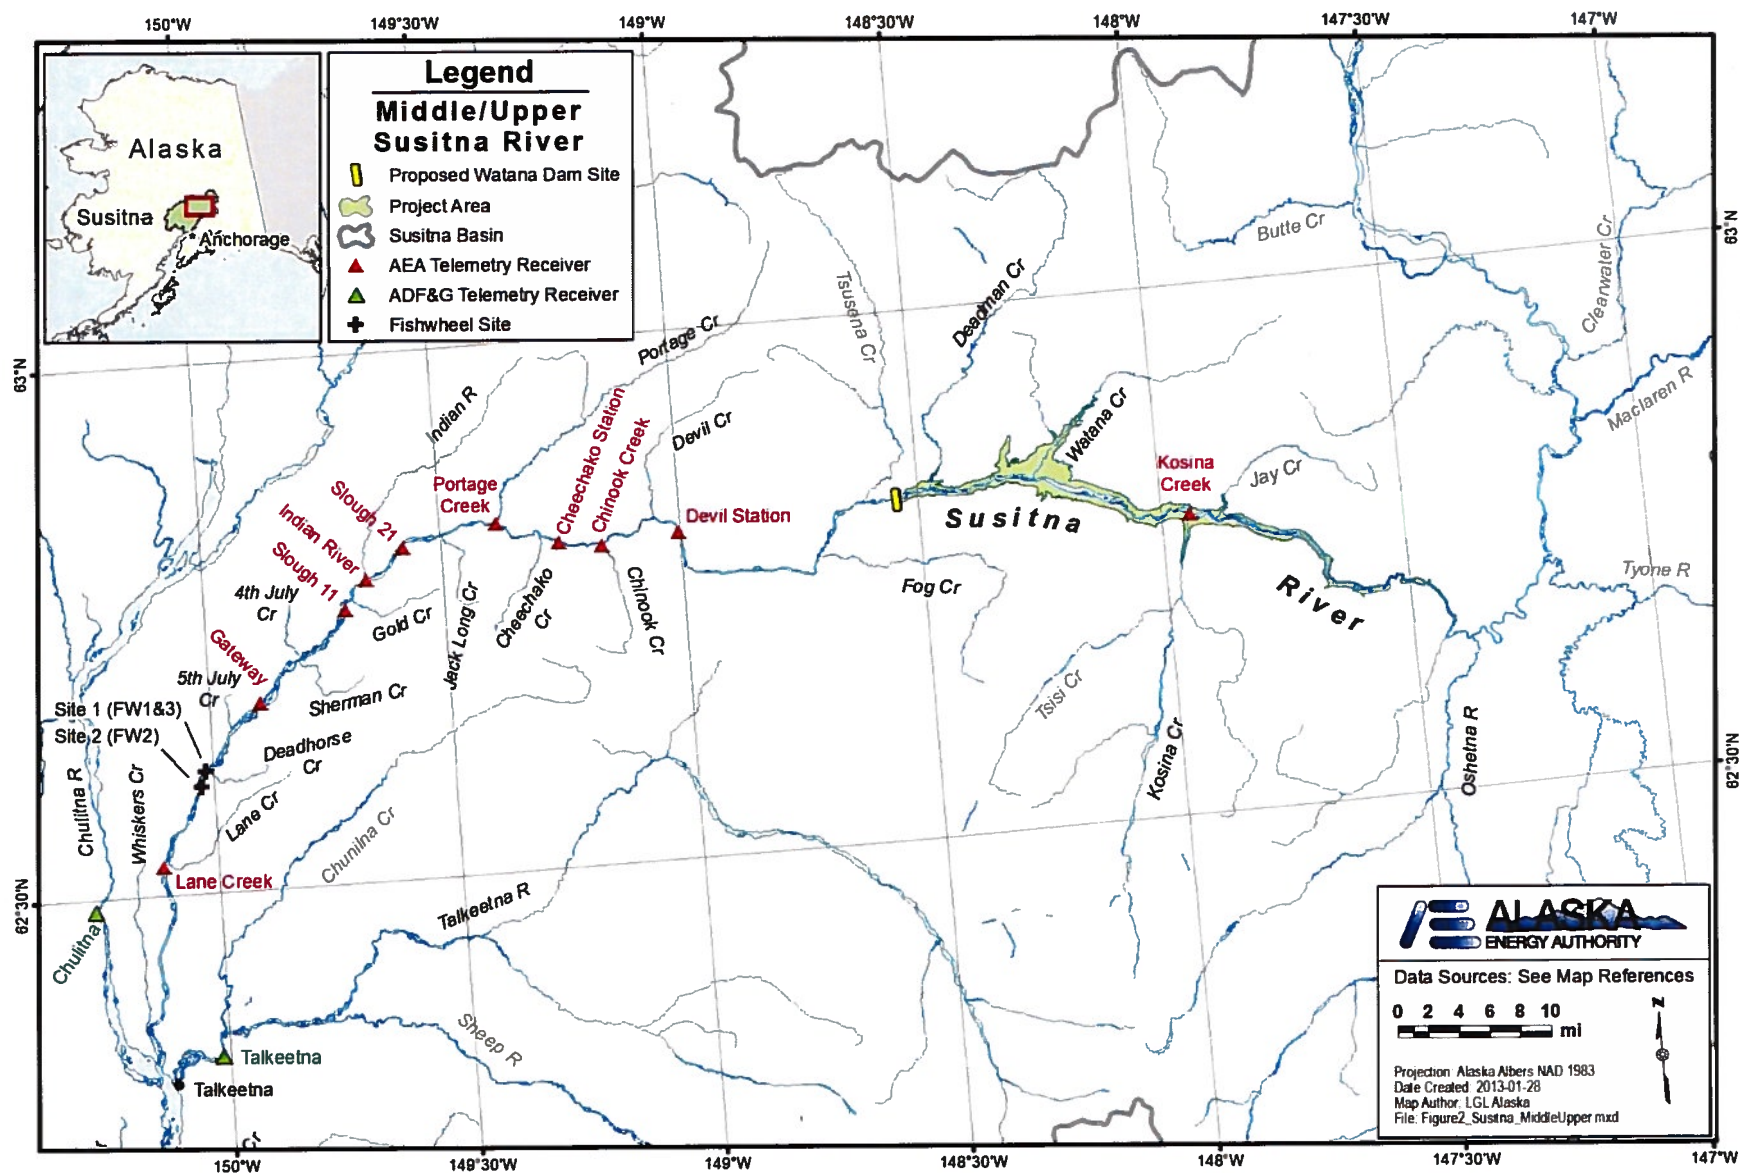 150°W
149°30'W
149°W
148°30'W
148°W
147°30'W
147°W
Alaska
Susitna
Anchorage
Legend
Middle/Upper
Susitna River
Proposed Watana Dam Site
Project Area
Susitna Basin
AEA Telemetry Receiver
ADF&G Telemetry Receiver
Fishwheel Site
63°N
63°N
62°30'N
62°30'N
Butte Cr
Clearwater Cr
Tsusena Cr
Deadman Cr
Portage Cr
Maclaren R
Indian R
Devil Cr
Watana Cr
Cheechako Station
Chinook Creek
Kosina
Creek
Jay Cr
Portage
Creek
Slough 21
Indian River
Slough 11
Devil Station
Susitna
River
Tyone R
Fog Cr
4th July
Cr
Gold Cr
Jack Long Cr
Cheechako
Cr
Chinook Cr
Gateway
5th July
Cr
Sherman Cr
Tsisi Cr
Site 1 (FW1&3)
Site 2 (FW2)
Deadhorse
Cr
Kosina Cr
Oshetna R
Chulitna R
Whiskers Cr
Lane Cr
Chunilna Cr
Lane Creek
Talkeetna R
Chulitna
Sheep R
Talkeetna
Talkeetna
Cr
ALASKA
ENERGY AUTHORITY
Data Sources: See Map References
0 2 4 6 8 10
mi
N
Projection: Alaska Albers NAD 1983
Date Created: 2013-01-28
Map Author: LGL Alaska
File: Figure2_Susitna_MiddleUpper.mxd
150°W
149°30'W
149°W
148°30'W
148°W
147°30'W
147°W